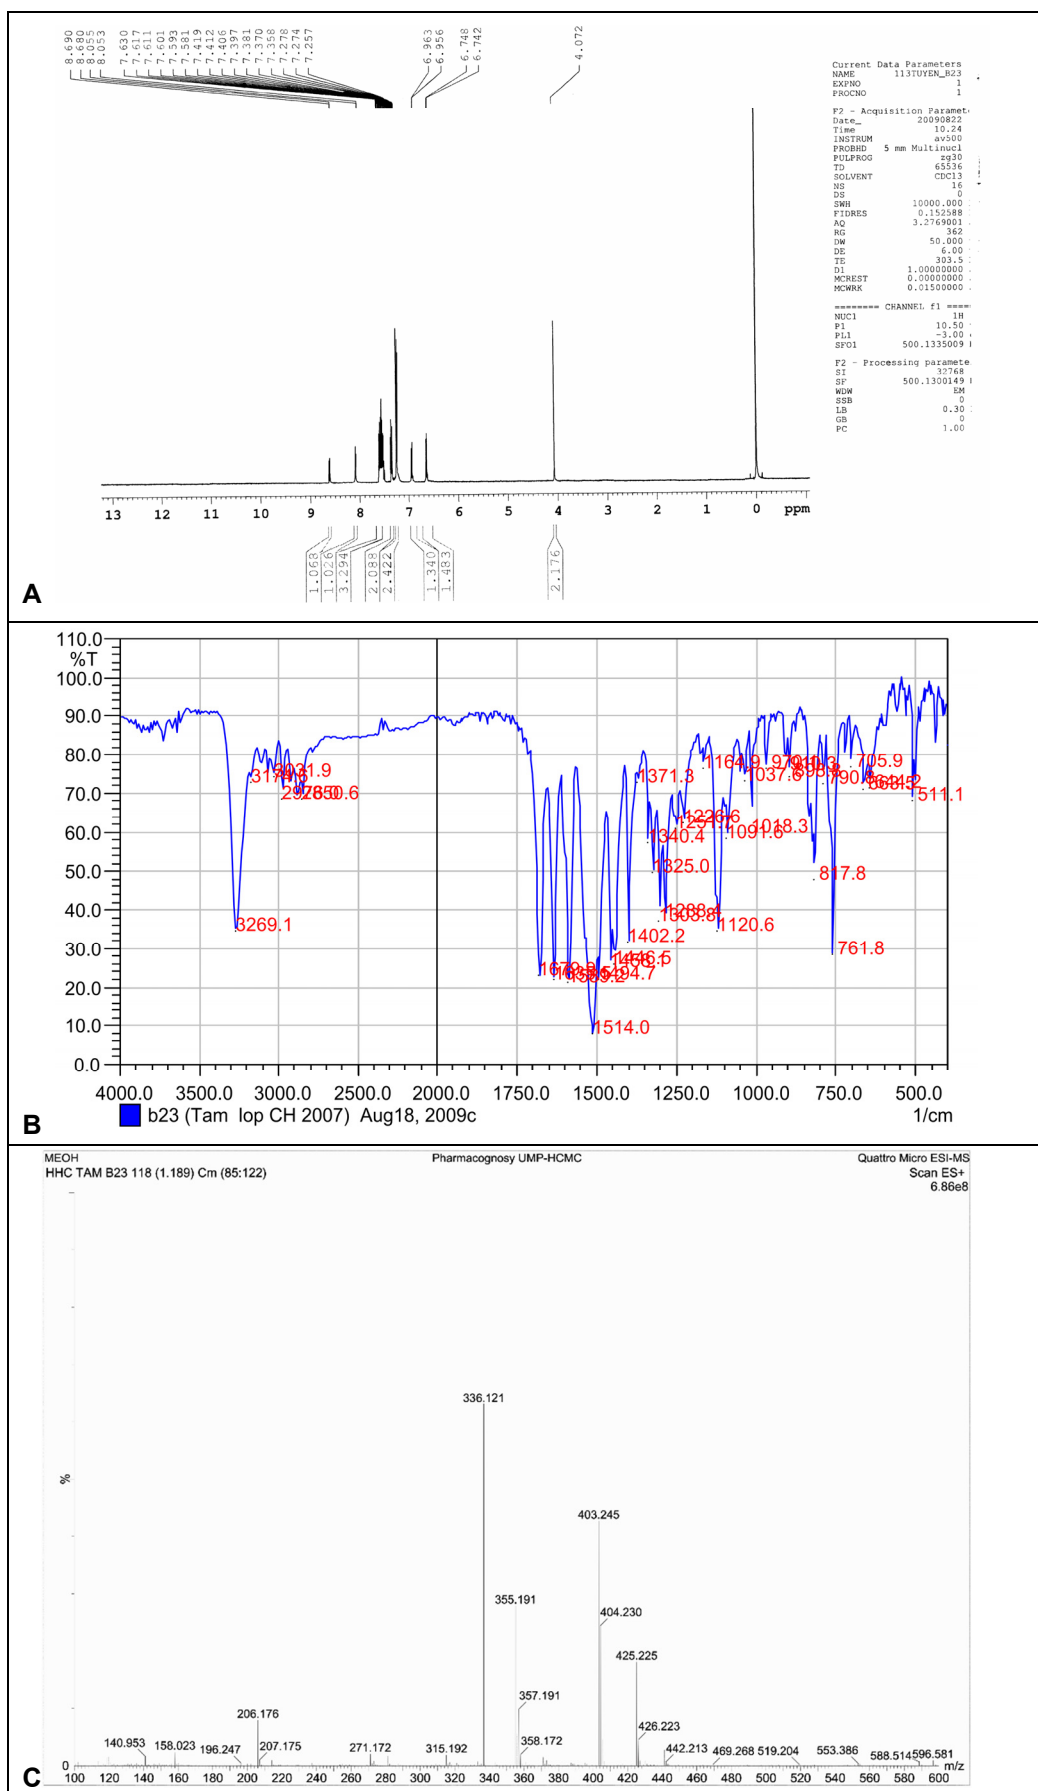 8.690
8.680
8.055
8.053
7.630
7.617
7.611
7.601
7.593
7.581
7.419
7.412
7.406
7.397
7.381
7.370
7.358
7.278
7.274
7.257
6.963
6.956
6.748
6.742
4.072
Current Data Parameters
NAME 113TUYEN_B23
EXPNO 1
PROCNO 1
F2 - Acquisition Paramet
Date_ 20090822
Time 10.24
INSTRUM av500
PROBHD 5 mm Multinucl
PULPROG zg30
TD 65536
SOLVENT CDCl3
NS 16
DS 0
SWH 10000.000
FIDRES 0.152588
AQ 3.2769001
RG 362
DW 50.000
DE 6.00
TE 303.5
D1 1.00000000
MCREST 0.00000000
MCWRK 0.01500000
======== CHANNEL f1 ====
NUC1 1H
P1 10.50
PL1 -3.00
SFO1 500.1335009
F2 - Processing paramete
SI 32768
SF 500.1300149
WDW EM
SSB 0
LB 0.30
GB 0
PC 1.00
13 12 11 10 9 8 7 6 5 4 3 2 1 0 ppm
1.068
1.026
3.294
2.088
2.422
1.340
1.483
2.176
A
110.0
%T
100.0
90.0
80.0
70.0
60.0
50.0
40.0
30.0
20.0
10.0
0.0
3269.1
3031.9
2850.6
1514.0
1494.7
1446.5
1402.2
1371.3
1340.4
1325.0
1226.6
1164.9
1120.6
1091.6
1037.6
1018.3
817.8
761.8
705.9
511.1
4000.0 3500.0 3000.0 2500.0 2000.0 1750.0 1500.0 1250.0 1000.0 750.0 500.0
b23 (Tam lop CH 2007) Aug18, 2009c 1/cm
B
MEOH Pharmacognosy UMP-HCMC Quattro Micro ESI-MS
HHC TAM B23 118 (1.189) Cm (85:122) Scan ES+
6.86e8
%
0
336.121
403.245
355.191
404.230
425.225
357.191
206.176
426.223
140.953
158.023
196.247
207.175
271.172
315.192
358.172
442.213
469.268
519.204
553.386
588.514
596.581
100 120 140 160 180 200 220 240 260 280 300 320 340 360 380 400 420 440 460 480 500 520 540 560 580 600 m/z
C